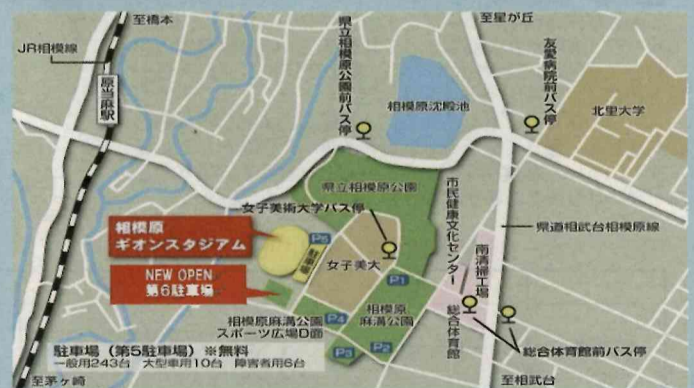 至橋本
至星が丘
JR相模線
原当麻駅
県立相模原公園前バス停
相模原沈殿池
友愛病院前バス停
北里大学
県立相模原公園
女子美術大学バス停
市民健康文化センター
県道相武台相模原線
相模原
ギオンスタジアム
P5
駐車場
女子美大
南清掃工場
NEW OPEN
第6駐車場
P1
相模原
麻溝公園
総合体育館
相模原麻溝公園
スポーツ広場D面
P4
P3
P2
総合体育館前バス停
駐車場(第5駐車場)※無料
一般用243台 大型車用10台 障害者用6台
至茅ヶ崎
至相武台